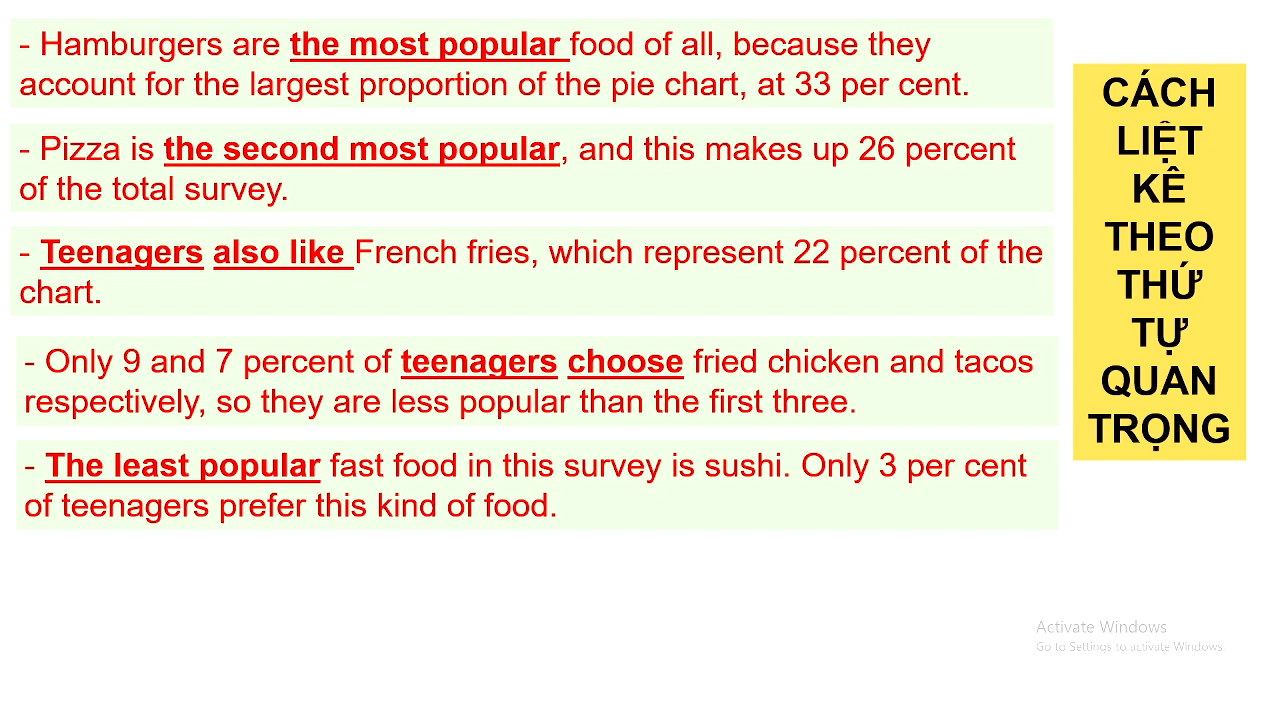 - Hamburgers are the most popular food of all, because they
account for the largest proportion of the pie chart, at 33 per cent.
- Pizza is the second most popular, and this makes up 26 percent
of the total survey.
- Teenagers also like French fries, which represent 22 percent of the
chart.
- Only 9 and 7 percent of teenagers choose fried chicken and tacos
respectively, so they are less popular than the first three.
- The least popular fast food in this survey is sushi. Only 3 per cent
of teenagers prefer this kind of food.
CÁCH
LIỆT
KÊ
THEO
THỨ
TỰ
QUAN
TRỌNG
Activate Windows
Go to Settings to activate Windows.